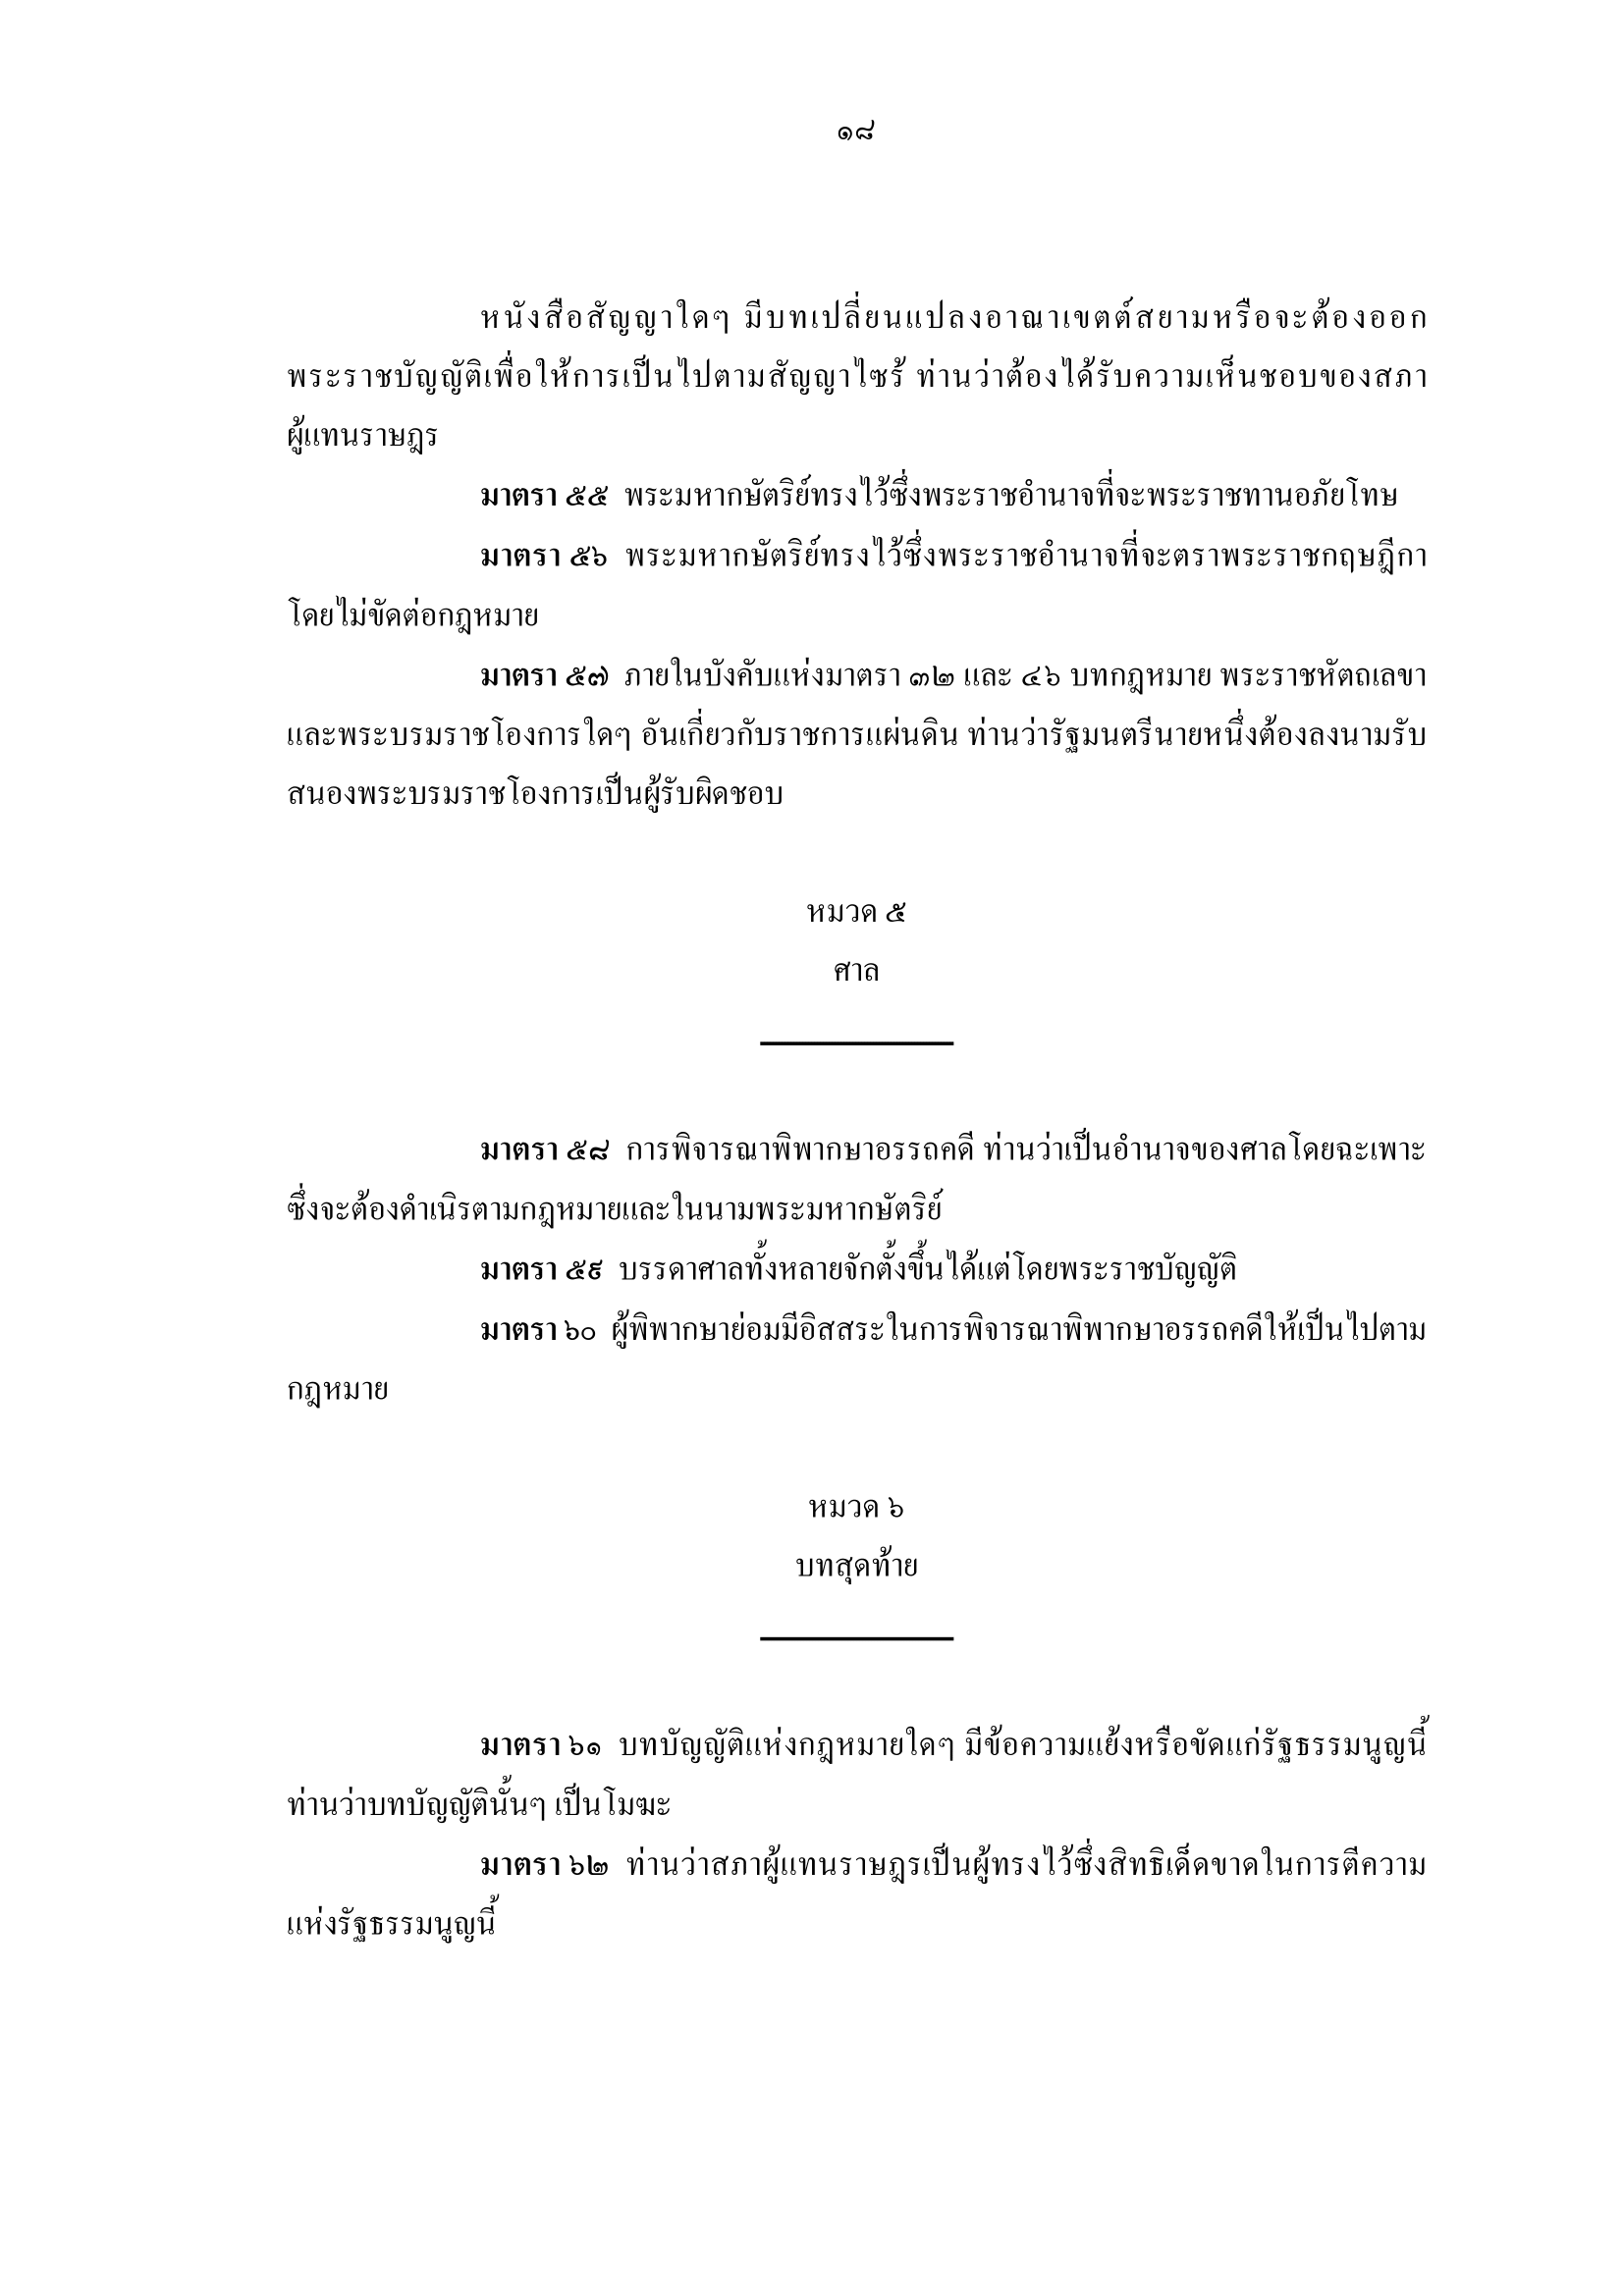 ๑๘
หนังสือสัญญาใดๆ มีบทเปลี่ยนแปลงอาณาเขตต์สยามหรือจะต้องออก
พระราชบัญญัติเพื่อให้การเป็นไปตามสัญญาไซร้ ท่านว่าต้องได้รับความเห็นชอบของสภา
ผู้แทนราษฎร
มาตรา ๕๕ พระมหากษัตริย์ทรงไว้ซึ่งพระราชอำนาจที่จะพระราชทานอภัยโทษ
มาตรา ๕๖ พระมหากษัตริย์ทรงไว้ซึ่งพระราชอำนาจที่จะตราพระราชกฤษฎีกา
โดยไม่ขัดต่อกฎหมาย
มาตรา ๕๗ ภายในบังคับแห่งมาตรา ๓๒ และ ๔๖ บทกฎหมาย พระราชหัตถเลขา
และพระบรมราชโองการใดๆ อันเกี่ยวกับราชการแผ่นดิน ท่านว่ารัฐมนตรีนายหนึ่งต้องลงนามรับ
สนองพระบรมราชโองการเป็นผู้รับผิดชอบ
หมวด ๕
ศาล
มาตรา ๕๘ การพิจารณาพิพากษาอรรถคดี ท่านว่าเป็นอำนาจของศาลโดยฉะเพาะ
ซึ่งจะต้องดำเนิรตามกฎหมายและในนามพระมหากษัตริย์
มาตรา ๕๙ บรรดาศาลทั้งหลายจักตั้งขึ้นได้แต่โดยพระราชบัญญัติ
มาตรา ๖๐ ผู้พิพากษาย่อมมีอิสสระในการพิจารณาพิพากษาอรรถคดีให้เป็นไปตาม
กฎหมาย
หมวด ๖
บทสุดท้าย
มาตรา ๖๑ บทบัญญัติแห่งกฎหมายใดๆ มีข้อความแย้งหรือขัดแก่รัฐธรรมนูญนี้
ท่านว่าบทบัญญัตินั้นๆ เป็นโมฆะ
มาตรา ๖๒ ท่านว่าสภาผู้แทนราษฎรเป็นผู้ทรงไว้ซึ่งสิทธิเด็ดขาดในการตีความ
แห่งรัฐธรรมนูญนี้